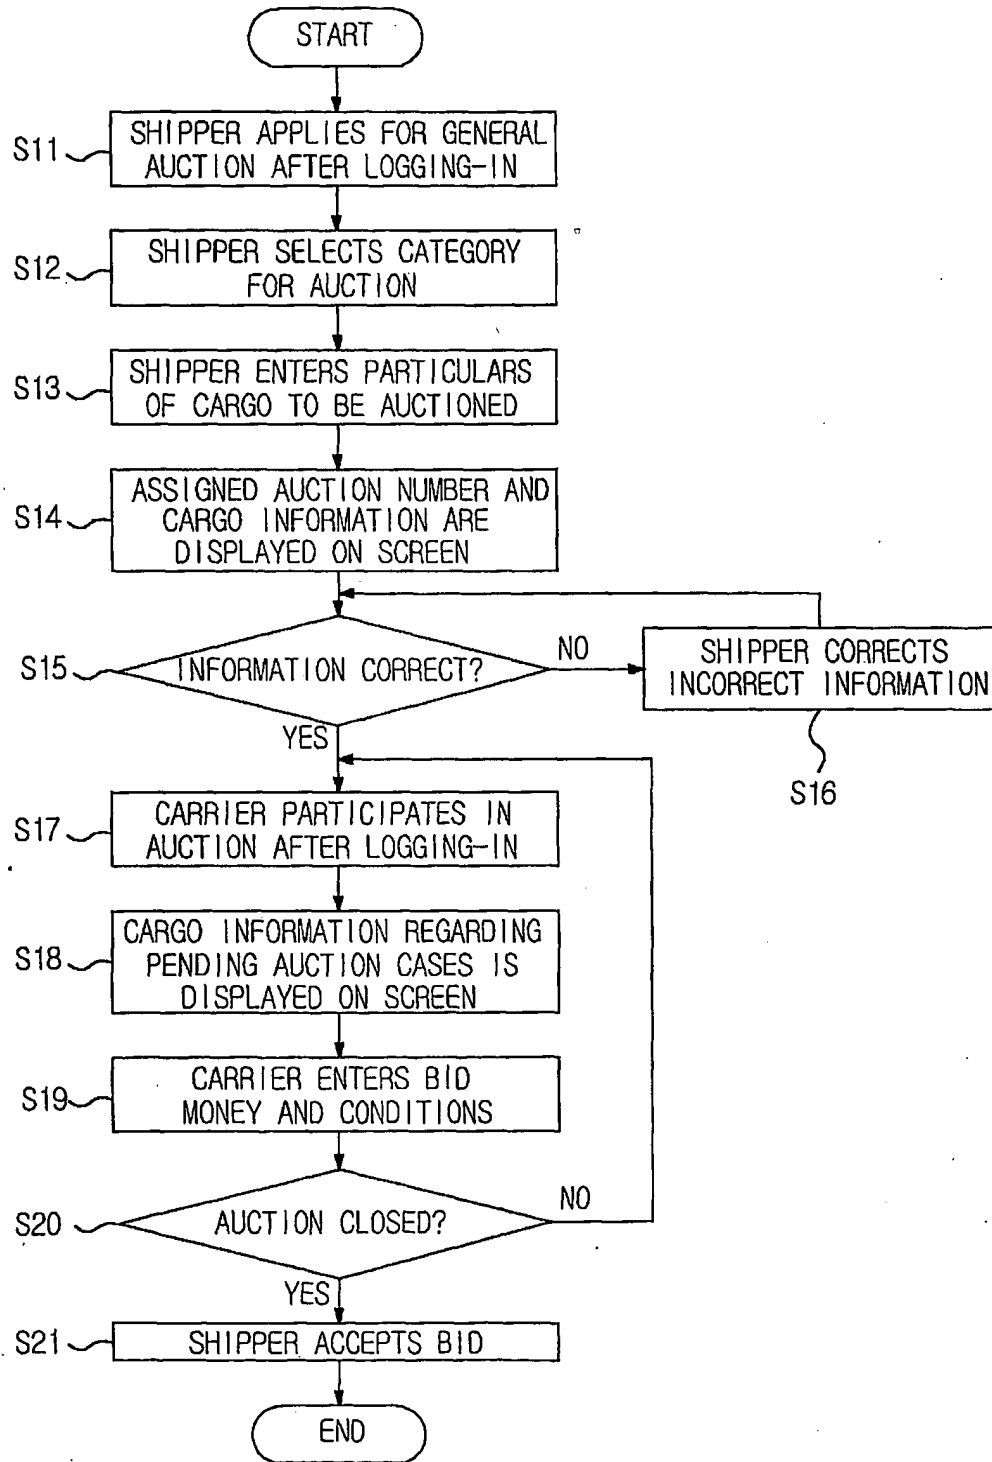 START
S11
SHIPPER APPLIES FOR GENERAL
AUCTION AFTER LOGGING-IN
S12
SHIPPER SELECTS CATEGORY
FOR AUCTION
S13
SHIPPER ENTERS PARTICULARS
OF CARGO TO BE AUCTIONED
S14
ASSIGNED AUCTION NUMBER AND
CARGO INFORMATION ARE
DISPLAYED ON SCREEN
S15
INFORMATION CORRECT?
NO
SHIPPER CORRECTS
INCORRECT INFORMATION
S16
YES
S17
CARRIER PARTICIPATES IN
AUCTION AFTER LOGGING-IN
S18
CARGO INFORMATION REGARDING
PENDING AUCTION CASES IS
DISPLAYED ON SCREEN
S19
CARRIER ENTERS BID
MONEY AND CONDITIONS
S20
AUCTION CLOSED?
NO
YES
S21
SHIPPER ACCEPTS BID
END